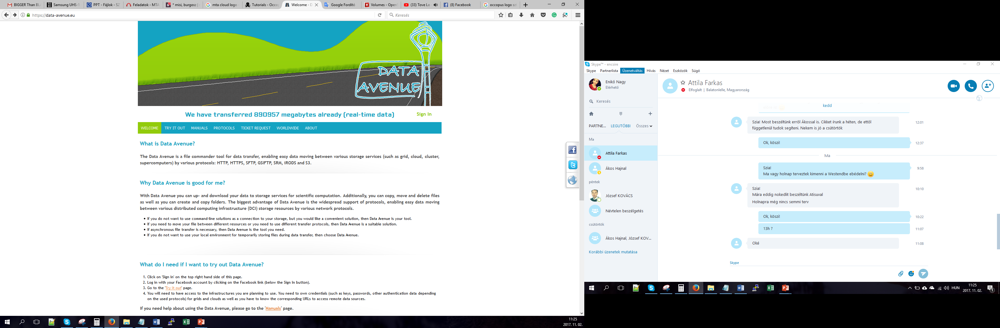 BIGGER Than BL
Samsung UHS-1
PPT - Fájlok - SZ
Feladatok - MTA
* misi, burgosz |
mta cloud logo
Tutorials - Occo
Welcome - D
Google Fordító
Volumes - Open
(33) Tove Lo
(8) Facebook
occopus logo sz
https://data-avenue.eu
Keresés
DATA
AVENUE
We have transferred 890957 megabytes already (real-time data)
Sign In
WELCOME TRY IT OUT MANUALS PROTOCOLS TICKET REQUEST WORLDWIDE ABOUT
What is Data Avenue?
The Data Avenue is a file commander tool for data transfer, enabling easy data moving between various storage services (such as grid, cloud, cluster,
supercomputers) by various protocols: HTTP, HTTPS, SFTP, GSIFTP, SRM, iRODS and S3.
Why Data Avenue is good for me?
With Data Avenue you can up- and download your data to storage services for scientific computation. Additionally, you can copy, move and delete files
as well as you can create and copy folders. The biggest advantage of Data Avenue is the widespread support of protocols, enabling easy data moving
between various distributed computing infrastructure (DCI) storage resources by various network protocols.
• If you do not want to use command-line solutions as a connection to your storage, but you would like a convenient solution, then Data Avenue is your tool.
• If you need to move your file between different resources or you need to use different transfer protocols, then Data Avenue is a suitable solution.
• If asynchronous file transfer is necessary, then Data Avenue is the tool you need.
• If you do not want to use your local environment for temporarily storing files during data transfer, then choose Data Avenue.
What do I need if I want to try out Data Avenue?
1. Click on 'Sign in' on the top right hand side of this page.
2. Log in with your Facebook account by clicking on the Facebook link (below the Sign In button).
3. Go to the 'Try it out' page.
4. You will need to have access to the infrastructures you are planning to use. You need to own credentials (such as keys, passwords, other authentication data depending
on the used protocols) for grids and clouds as well as you have to know the corresponding URLs to access remote data sources.
If you need help about using the Data Avenue, please go to the 'Manuals' page.
11:25
2017. 11. 02.
Skype™ - encsire
Skype Partnerlista Üzenetváltás Hívás Nézet Eszközök Súgó
Enikő Nagy
Elérhető
Keresés
PARTNE... LEGUTÓBBI Összes
Ma
Attila Farkas
Ákos Hajnal
péntek
József KOVÁCS
Névtelen beszélgetés
csütörtök
Ákos Hajnal, József KOV...
Korábbi üzenetek mutatása
Attila Farkas
Elfoglalt | Balatonlelle, Magyarország
kedd
Szia! Most beszéltünk erről Ákossal is. Cikket írunk a héten, de ettől
függetlenül tudok segíteni. Nekem is jó a csütörtök
12:01
Ok, köszi!
12:37
Ma
Szia!
9:58
Ma vagy holnap terveztek kimenni a Westendbe ebédelni?
Szia!
10:10
Mára eddig nokedlit beszéltünk Atisuval
Holnapra még nincs semmi terv
Ok, köszi!
10:22
13h ?
11:07
Oké
11:08
Skype
HUN
11:25
2017. 11. 02.
1